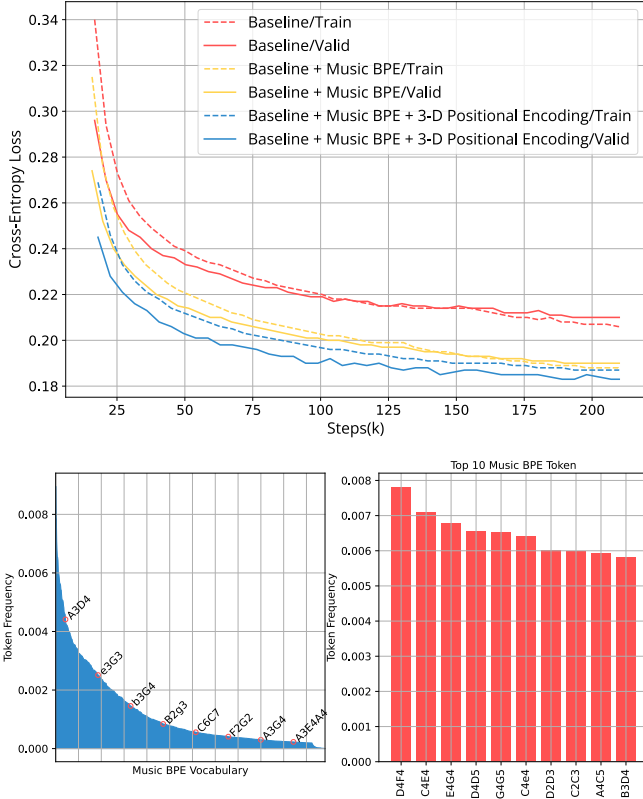 0.34
0.32
0.30
0.28
0.26
0.24
0.22
0.20
0.18
Cross-Entropy Loss
Baseline/Train
Baseline/Valid
Baseline + Music BPE/Train
Baseline + Music BPE/Valid
Baseline + Music BPE + 3-D Positional Encoding/Train
Baseline + Music BPE + 3-D Positional Encoding/Valid
25 50 75 100 125 150 175 200
Steps(k)
0.008
0.006
0.004
0.002
0.000
Token Frequency
A3D4
e3G3
b3G4
B2g3
C6C7
F2G2
A3G4
A3E4A4
Music BPE Vocabulary
Top 10 Music BPE Token
0.008
0.007
0.006
0.005
0.004
0.003
0.002
0.001
0.000
Token Frequency
D4F4
C4E4
E4G4
D4D5
G4G5
C4e4
D2D3
C2C3
A4C5
B3D4